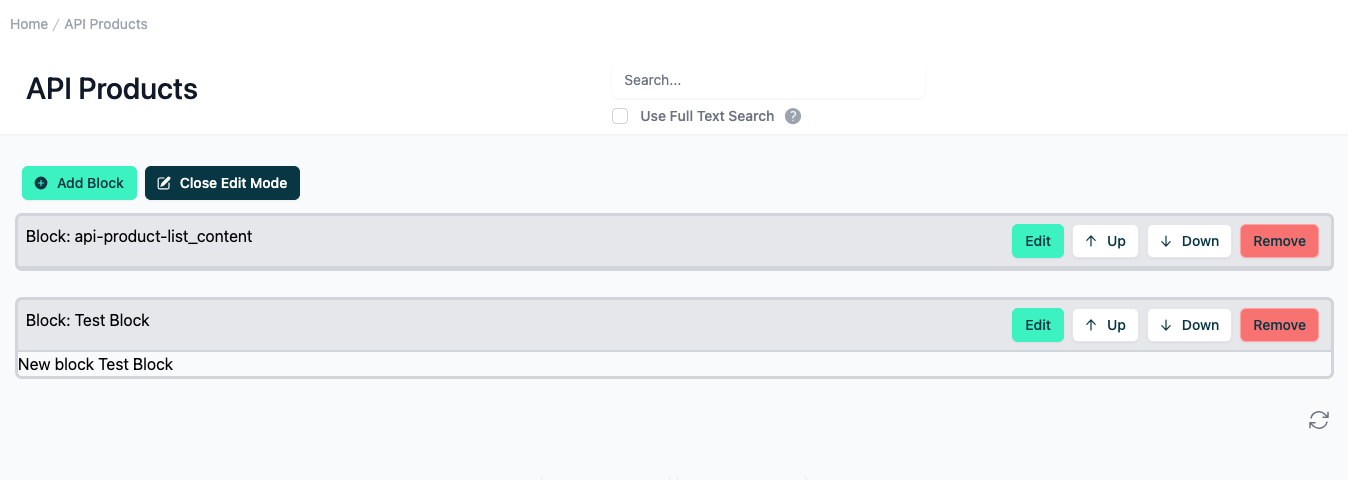 Home / API Products
API Products
Search...
Use Full Text Search ?
Add Block Close Edit Mode
Block: api-product-list_content Edit Up Down Remove
Block: Test Block Edit Up Down Remove
New block Test Block